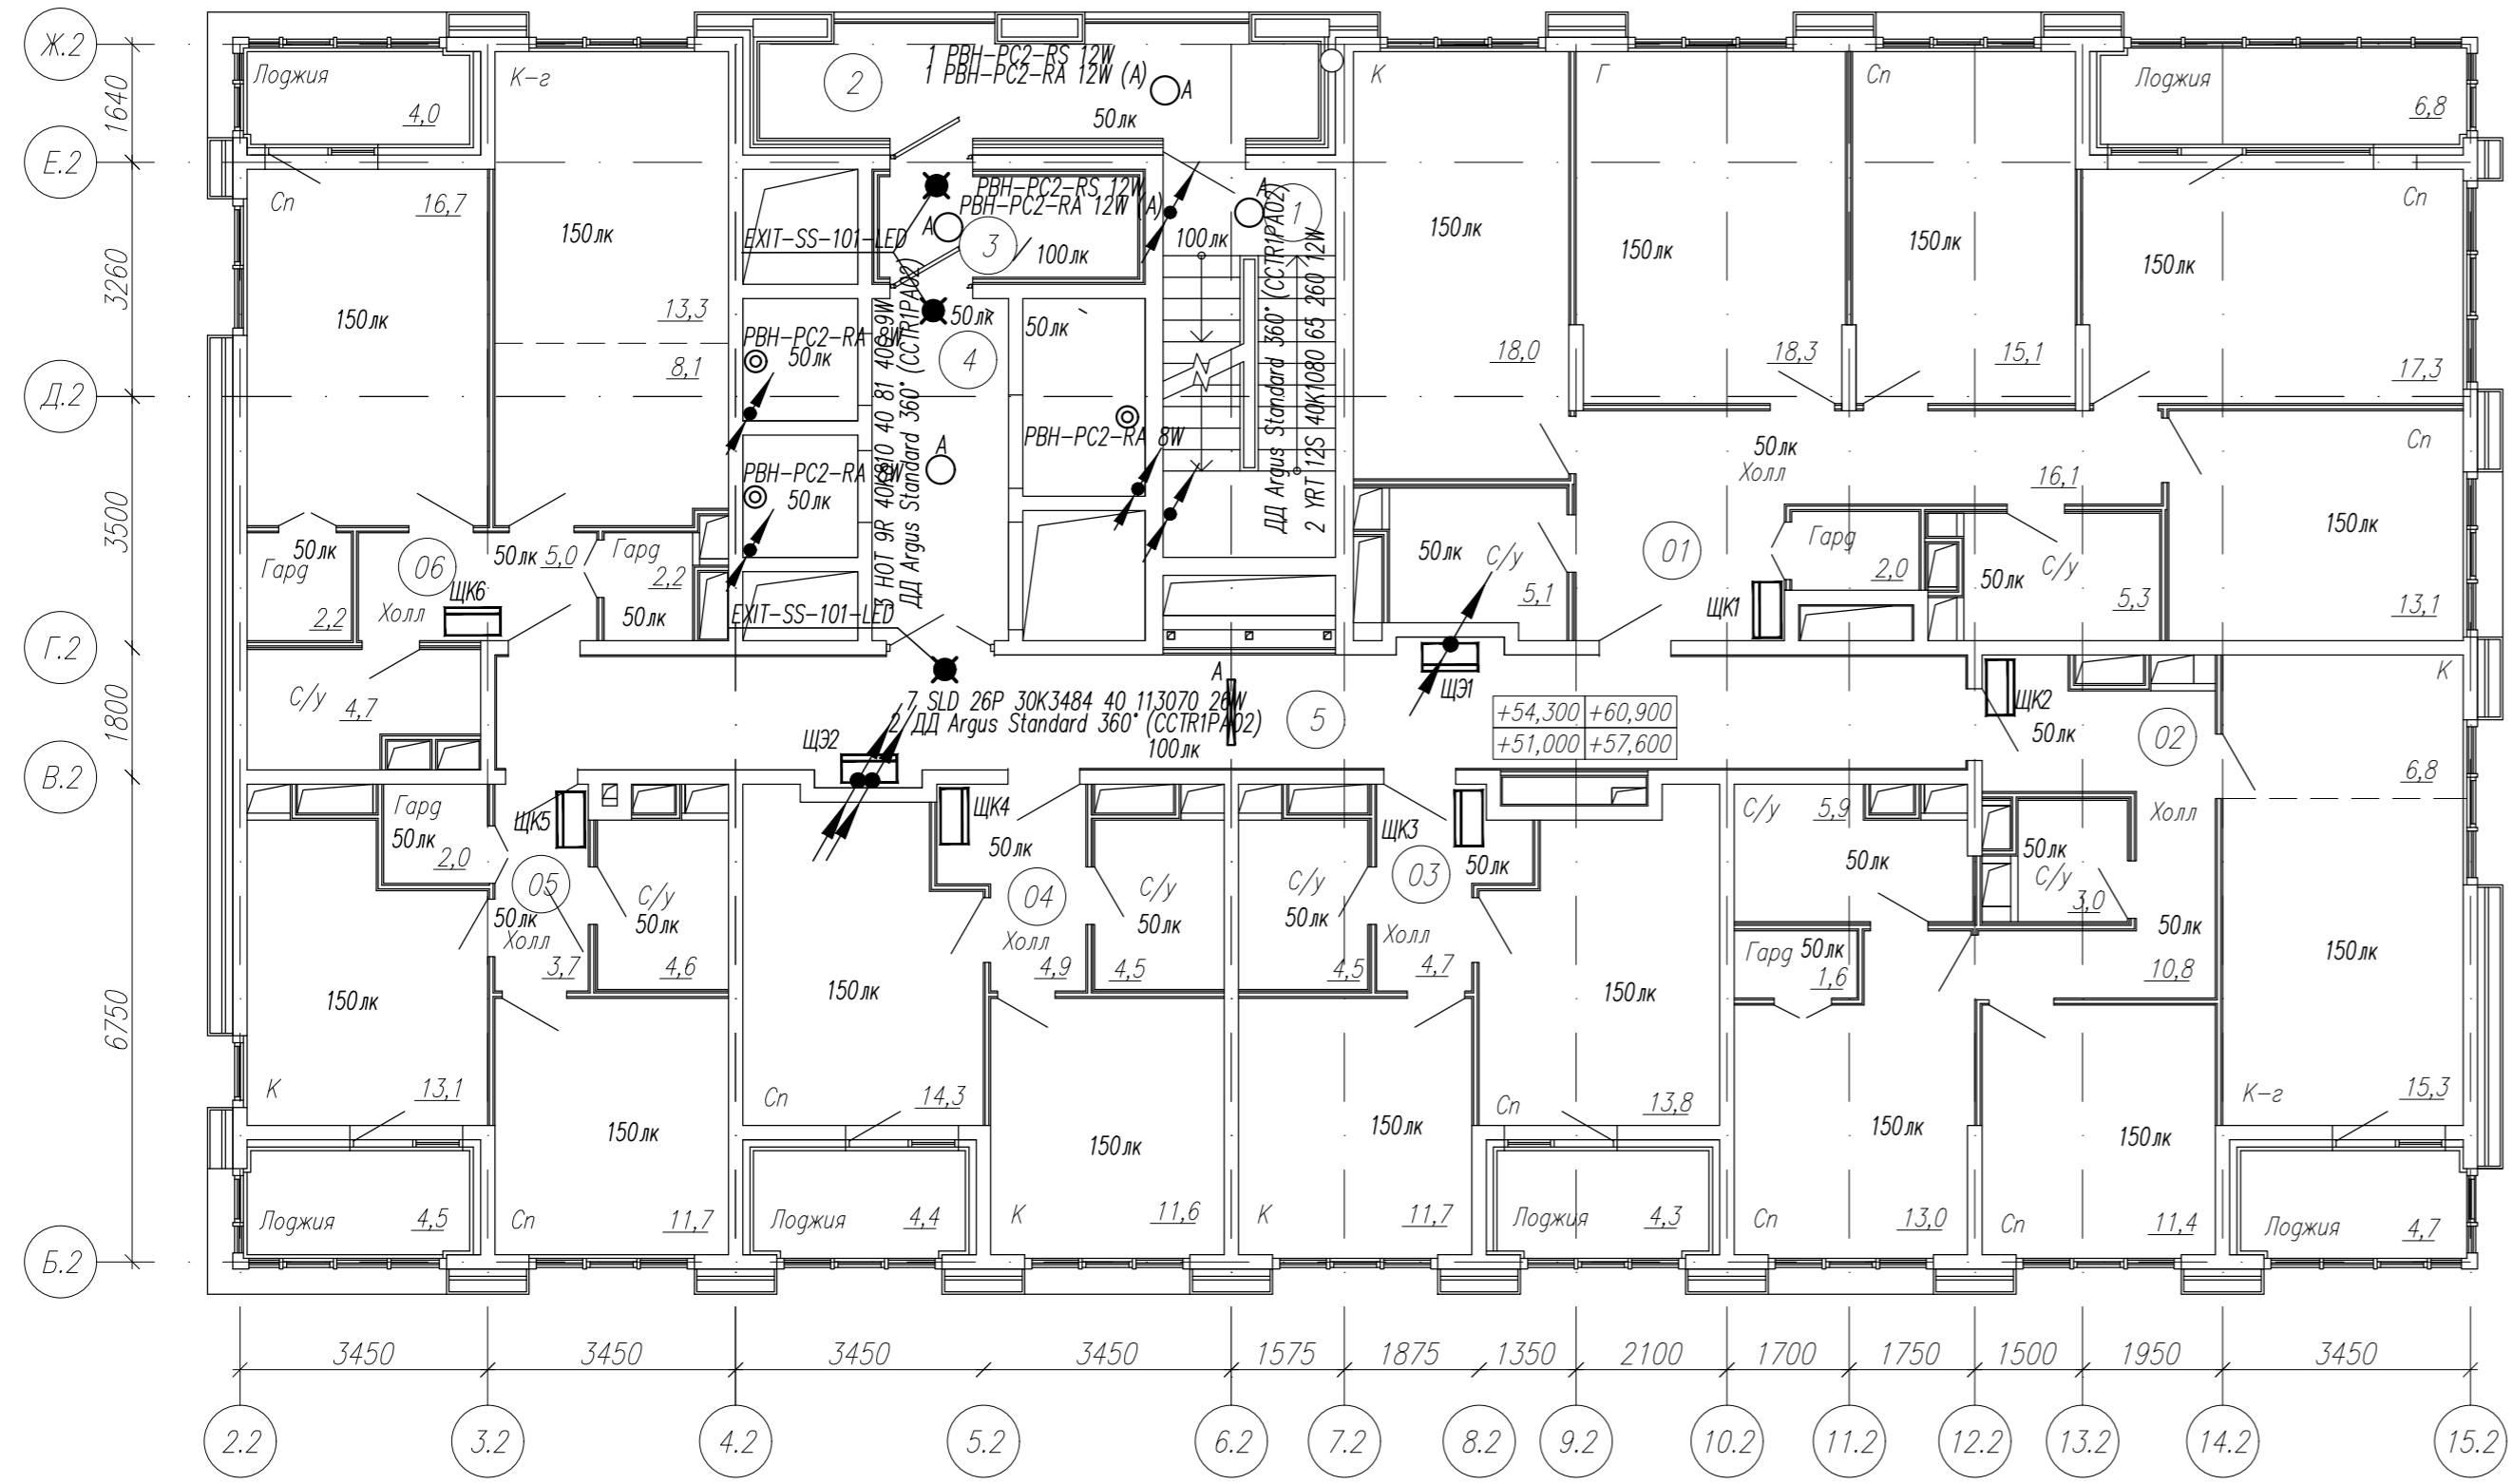 Ж.2
Е.2
Д.2
Г.2
В.2
Б.2
1640
3260
3500
1800
6750
Лоджия
4,0
К-г
2
1 PBH-PC2-RS 12W
1 PBH-PC2-RA 12W (A)
А
50лк
К
Г
Сп
Лоджия
6,8
Сп
16,7
150лк
150лк
13,3
8,1
PBH-PC2-RS 12W
PBH-PC2-RA 12W (A)
А
3
100лк
EXIT-SS-101-LED
А
1
100лк
150лк
18,0
150лк
18,3
150лк
15,1
Сп
150лк
17,3
PBH-PC2-RA 8W
50лк
50лк
4
50лк
PBH-PC2-RA 8W
PBH-PC2-RA 8W
50лк
А
3 HOT 9R 40K810 40 81 400 9W
ДД Argus Standard 360° (CCTR1PA02)
ДД Argus Standard 360° (CCTR1PA02)
2 YRT 12S 40K1080 65 260 12W
50лк
Холл
16,1
Сп
150лк
13,1
50лк
Гард
2,2
06
Холл
50лк
5,0
Гард
2,2
50лк
ЩК6
EXIT-SS-101-LED
50лк
С/у
5,1
01
Гард
2,0
ЩК1
50лк
С/у
5,3
С/у
4,7
А
7 SLD 26P 30K3484 40 113070 26W
2 ДД Argus Standard 360° (CCTR1PA02)
100лк
5
ЩЭ1
ЩЭ2
+54,300 +60,900
+51,000 +57,600
ЩК2
50лк
02
К
6,8
Гард
50лк
2,0
ЩК5
05
50лк
Холл
3,7
С/у
50лк
4,6
ЩК4
50лк
04
Холл
4,9
С/у
50лк
4,5
С/у
50лк
4,5
ЩК3
03
50лк
Холл
4,7
С/у
5,9
50лк
Гард
50лк
1,6
50лк
С/у
3,0
Холл
50лк
10,8
150лк
К
13,1
150лк
Сп
14,3
150лк
Сп
13,8
150лк
К-г
15,3
150лк
Сп
11,7
150лк
К
11,6
150лк
К
11,7
150лк
Сп
13,0
150лк
Сп
11,4
Лоджия
4,5
Лоджия
4,4
Лоджия
4,3
Лоджия
4,7
3450
3450
3450
3450
1575
1875
1350
2100
1700
1750
1500
1950
3450
2.2
3.2
4.2
5.2
6.2
7.2
8.2
9.2
10.2
11.2
12.2
13.2
14.2
15.2